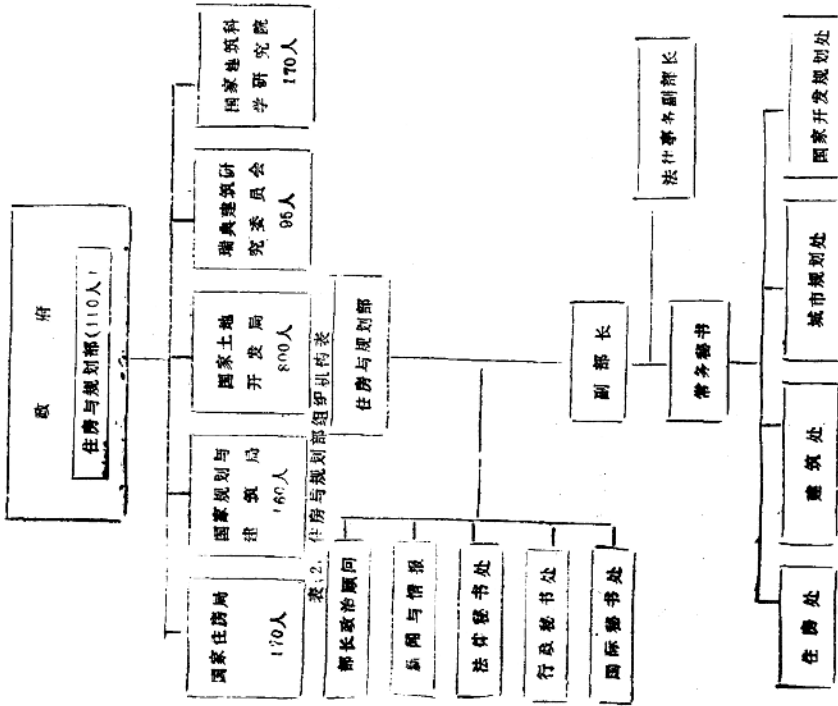 政 府
住房与规划部(110人)
国家住房局
170人
国家规划与
建 筑 局
160人
国家土地
开 发 局
800人
瑞典建筑研
究 委 员 会
95人
国家建筑科
学 研 究 院
170人
表:2. 住房与规划部组织机构表
住房与规划部
部长政治顾问
新闻与情报
法律秘书处
行政秘书处
国际秘书处
副 部 长
法律事务副部长
常务秘书
住 房 处
建 筑 处
城市规划处
国家开发规划处